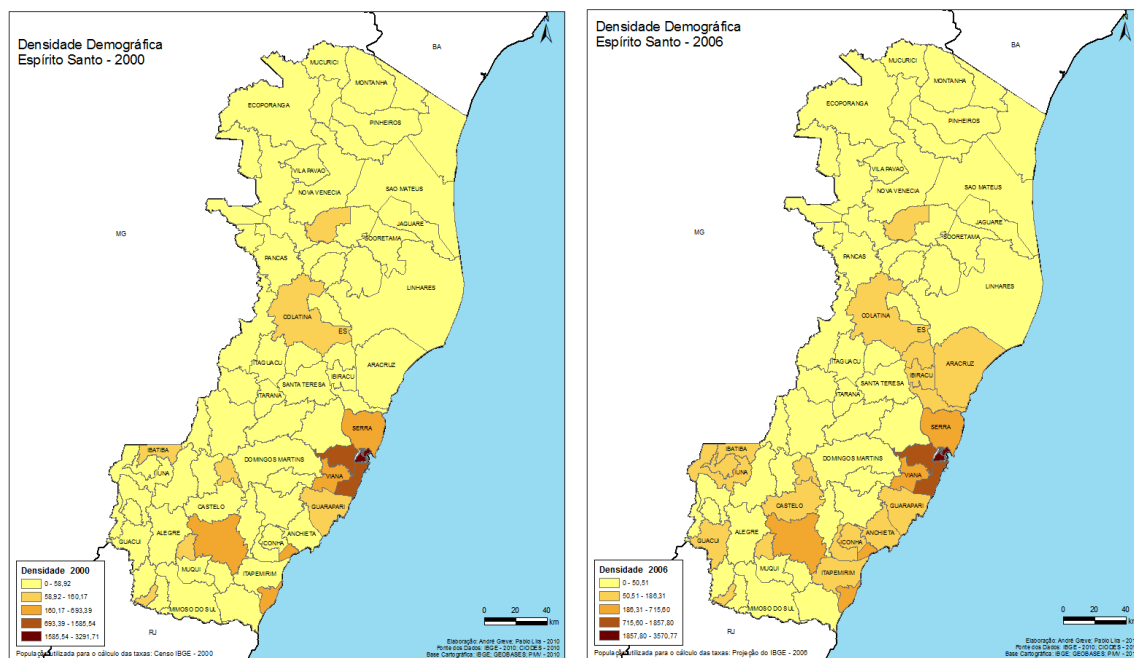 Densidade Demográfica
Espírito Santo - 2000
BA
MUCURICI
MONTANHA
ECOPORANGA
PINHEIROS
VILA PAVAO
NOVA VENECIA
SAO MATEUS
JAGUARE
SOORETAMA
MG
PANCAS
LINHARES
COLATINA
ES
ITAGUACU
ARACRUZ
IBIRACU
SANTA TERESA
ITARANA
SERRA
IBATIBA
DOMINGOS MARTINS
IUNA
VIANA
CASTELO
GUARAPARI
ALEGRE
ANCHIETA
GUACUI
ICONHA
MUQUI
ITAPEMIRIM
MIMOSO DO SUL
RJ
Densidade 2000
0 - 58,92
58,92 - 160,17
160,17 - 693,39
693,39 - 1585,54
1585,54 - 3291,71
0 20 40
km
Elaboração: André Greve; Pablo Lira - 2010
Fonte dos Dados: IBGE - 2010; CIODES - 2010
Base Cartográfica: IBGE; GEOBASES; PMV - 2010
População utilizada para o cálculo das taxas: Censo IBGE - 2000
Densidade Demográfica
Espírito Santo - 2006
BA
MUCURICI
MONTANHA
ECOPORANGA
PINHEIROS
VILA PAVAO
NOVA VENECIA
SAO MATEUS
JAGUARE
SOORETAMA
MG
PANCAS
LINHARES
COLATINA
ES
ITAGUACU
ARACRUZ
IBIRACU
SANTA TERESA
ITARANA
SERRA
IBATIBA
DOMINGOS MARTINS
IUNA
VIANA
CASTELO
GUARAPARI
ALEGRE
ANCHIETA
GUACUI
ICONHA
MUQUI
ITAPEMIRIM
MIMOSO DO SUL
RJ
Densidade 2006
0 - 50,51
50,51 - 186,31
186,31 - 715,60
715,60 - 1857,80
1857,80 - 3570,77
0 20 40
km
Elaboração: André Greve; Pablo Lira - 2010
Fonte dos Dados: IBGE - 2010; CIODES - 2010
Base Cartográfica: IBGE; GEOBASES; PMV - 2010
População utilizada para o cálculo das taxas: Projeção do IBGE - 2006